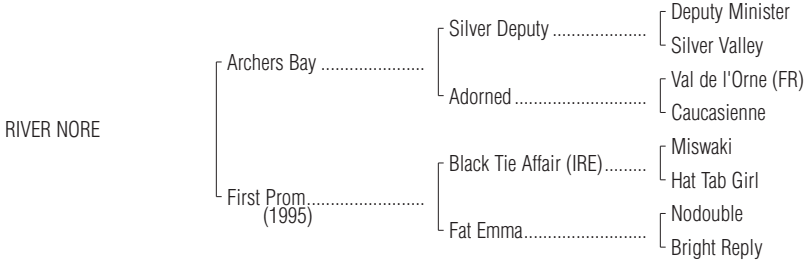 Deputy Minister
Silver Deputy ....................
Silver Valley
Archers Bay ......................
Val de l'Orne (FR)
Adorned............................
Caucasienne
RIVER NORE
Miswaki
Black Tie Affair (IRE).........
Hat Tab Girl
First Prom.........................
(1995)
Nodouble
Fat Emma..........................
Bright Reply